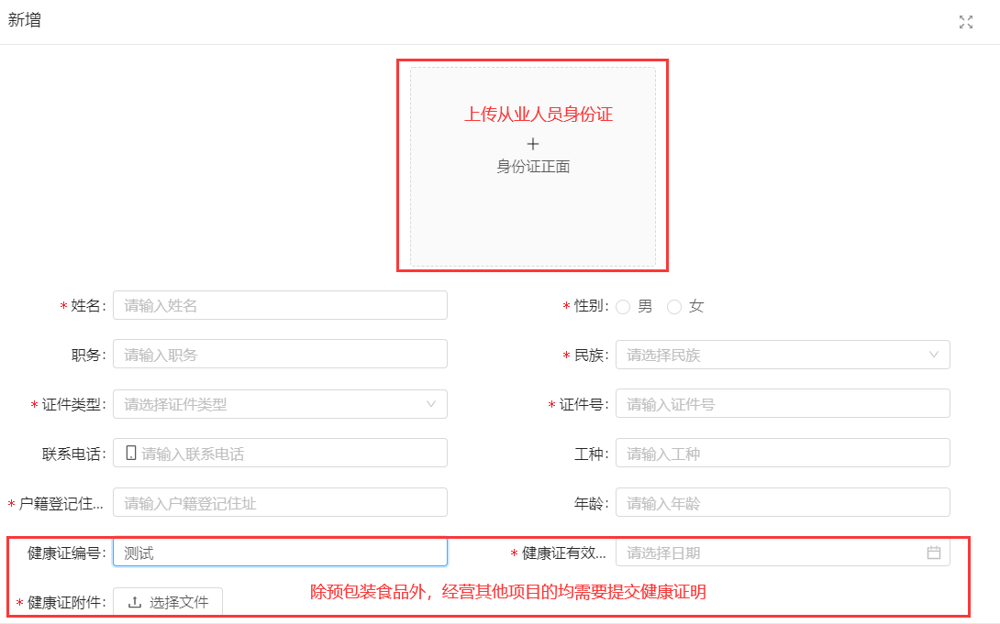 新增
上传从业人员身份证
+
身份证正面
* 姓名: 请输入姓名 * 性别: 男 女
职务: 请输入职务 * 民族: 请选择民族
* 证件类型: 请选择证件类型 * 证件号: 请输入证件号
联系电话: 请输入联系电话 工种: 请输入工种
* 户籍登记住... 请输入户籍登记住址 年龄: 请输入年龄
健康证编号: 测试 * 健康证有效... 请选择日期
* 健康证附件: 选择文件 除预包装食品外，经营其他项目的均需要提交健康证明